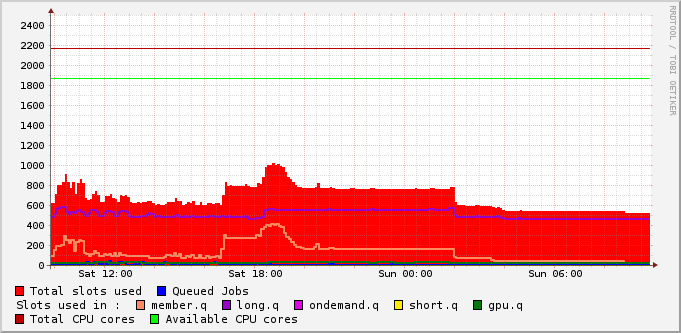 2400
2200
2000
1800
1600
1400
1200
1000
800
600
400
200
0
Sat 12:00 Sat 18:00 Sun 00:00 Sun 06:00
Total slots used Queued Jobs
Slots used in : member.q long.q ondemand.q short.q gpu.q
Total CPU cores Available CPU cores
RRDTOOL / TOBI OETIKER